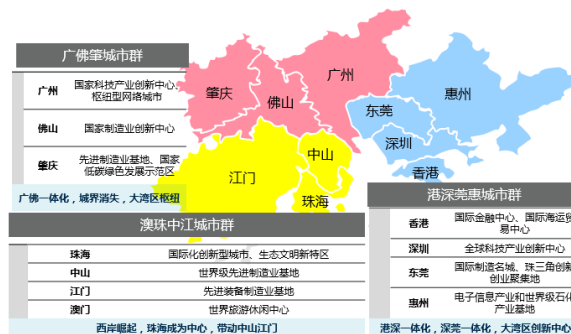 广佛肇城市群
广州 国家科技产业创新中心、
枢纽型网络城市
佛山 国家制造业创新中心
肇庆 先进制造业基地、国家
低碳绿色发展示范区
广佛一体化，城界消失，大湾区枢纽
肇庆
佛山
广州
惠州
东莞
深圳
香港
江门
中山
珠海
澳珠中江城市群
珠海 国际化创新型城市、生态文明新特区
中山 世界级先进制造业基地
江门 先进装备制造业基地
澳门 世界旅游休闲中心
西岸崛起，珠海成为中心，带动中山江门
港深莞惠城市群
香港 国际金融中心、国际海运贸
易中心
深圳 全球科技产业创新中心
东莞 国际制造名城、珠三角创新
创业聚集地
惠州 电子信息产业和世界级石化
产业基地
港深一体化，深莞一体化，大湾区创新中心